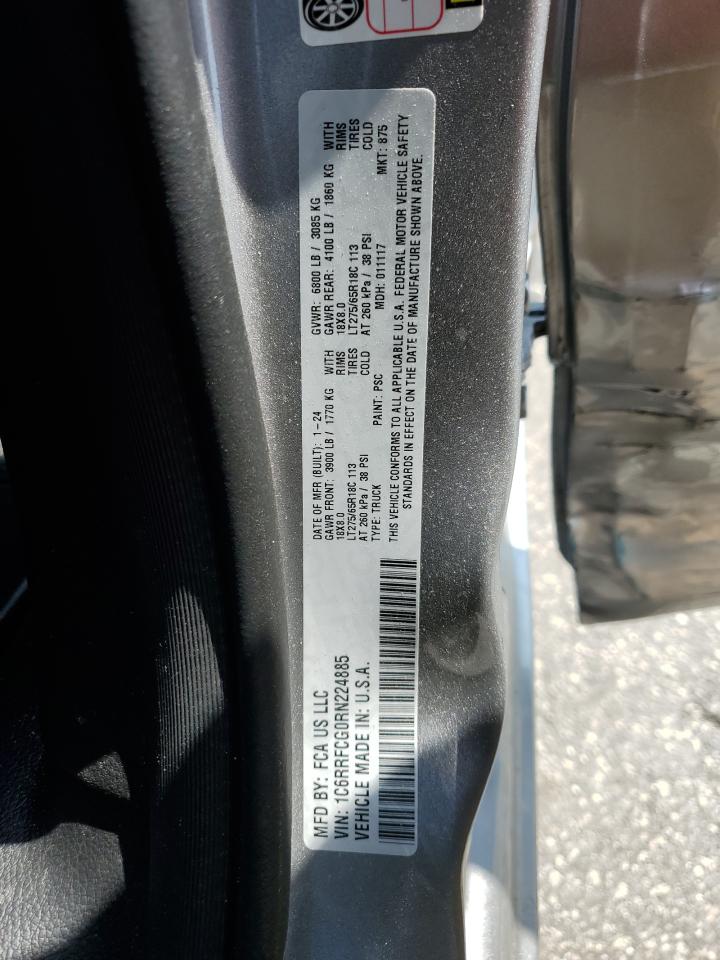 MFD BY: FCA US LLC
VIN: 1C6RRFCG0RN224885
VEHICLE MADE IN: U.S.A.
DATE OF MFR (BUILT): 1-24 GVWR: 6800 LB / 3085 KG
GAWR FRONT: 3900 LB / 1770 KG WITH GAWR REAR: 4100 LB / 1860 KG WITH
18X8.0 RIMS 18X8.0 RIMS
LT275/65R18C 113 TIRES LT275/65R18C 113 TIRES
AT 260 kPa / 38 PSI COLD AT 260 kPa / 38 PSI COLD
TYPE: TRUCK PAINT: PSC MDH: 011117 MKT: 875
THIS VEHICLE CONFORMS TO ALL APPLICABLE U.S.A. FEDERAL MOTOR VEHICLE SAFETY
STANDARDS IN EFFECT ON THE DATE OF MANUFACTURE SHOWN ABOVE.